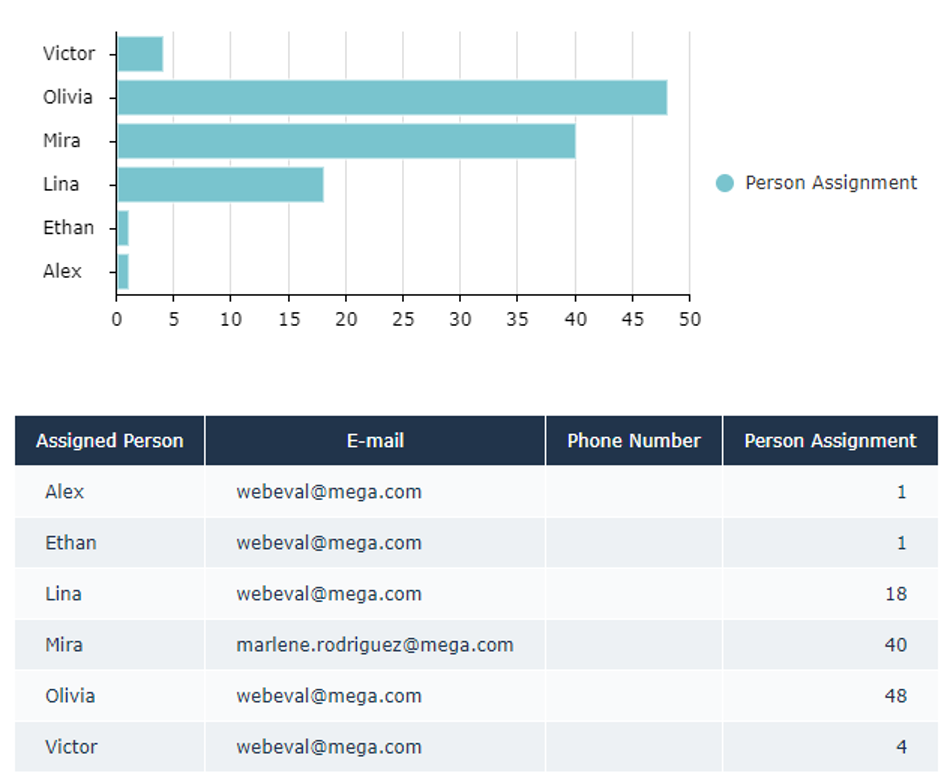 Victor
Olivia
Mira
Lina
Ethan
Alex
Person Assignment
0 5 10 15 20 25 30 35 40 45 50
Assigned Person E-mail Phone Number Person Assignment
Alex webeval@mega.com 1
Ethan webeval@mega.com 1
Lina webeval@mega.com 18
Mira marlene.rodriguez@mega.com 40
Olivia webeval@mega.com 48
Victor webeval@mega.com 4